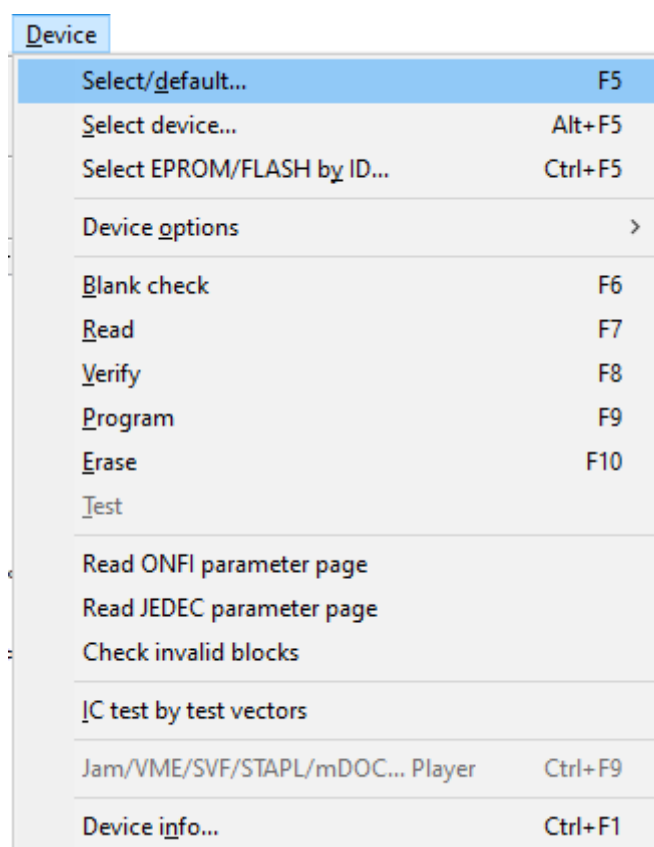 Device
Select/default... F5
Select device... Alt+F5
Select EPROM/FLASH by ID... Ctrl+F5
Device options >
Blank check F6
Read F7
Verify F8
Program F9
Erase F10
Test
Read ONFI parameter page
Read JEDEC parameter page
Check invalid blocks
IC test by test vectors
Jam/VME/SVF/STAPL/mDOC... Player Ctrl+F9
Device info... Ctrl+F1